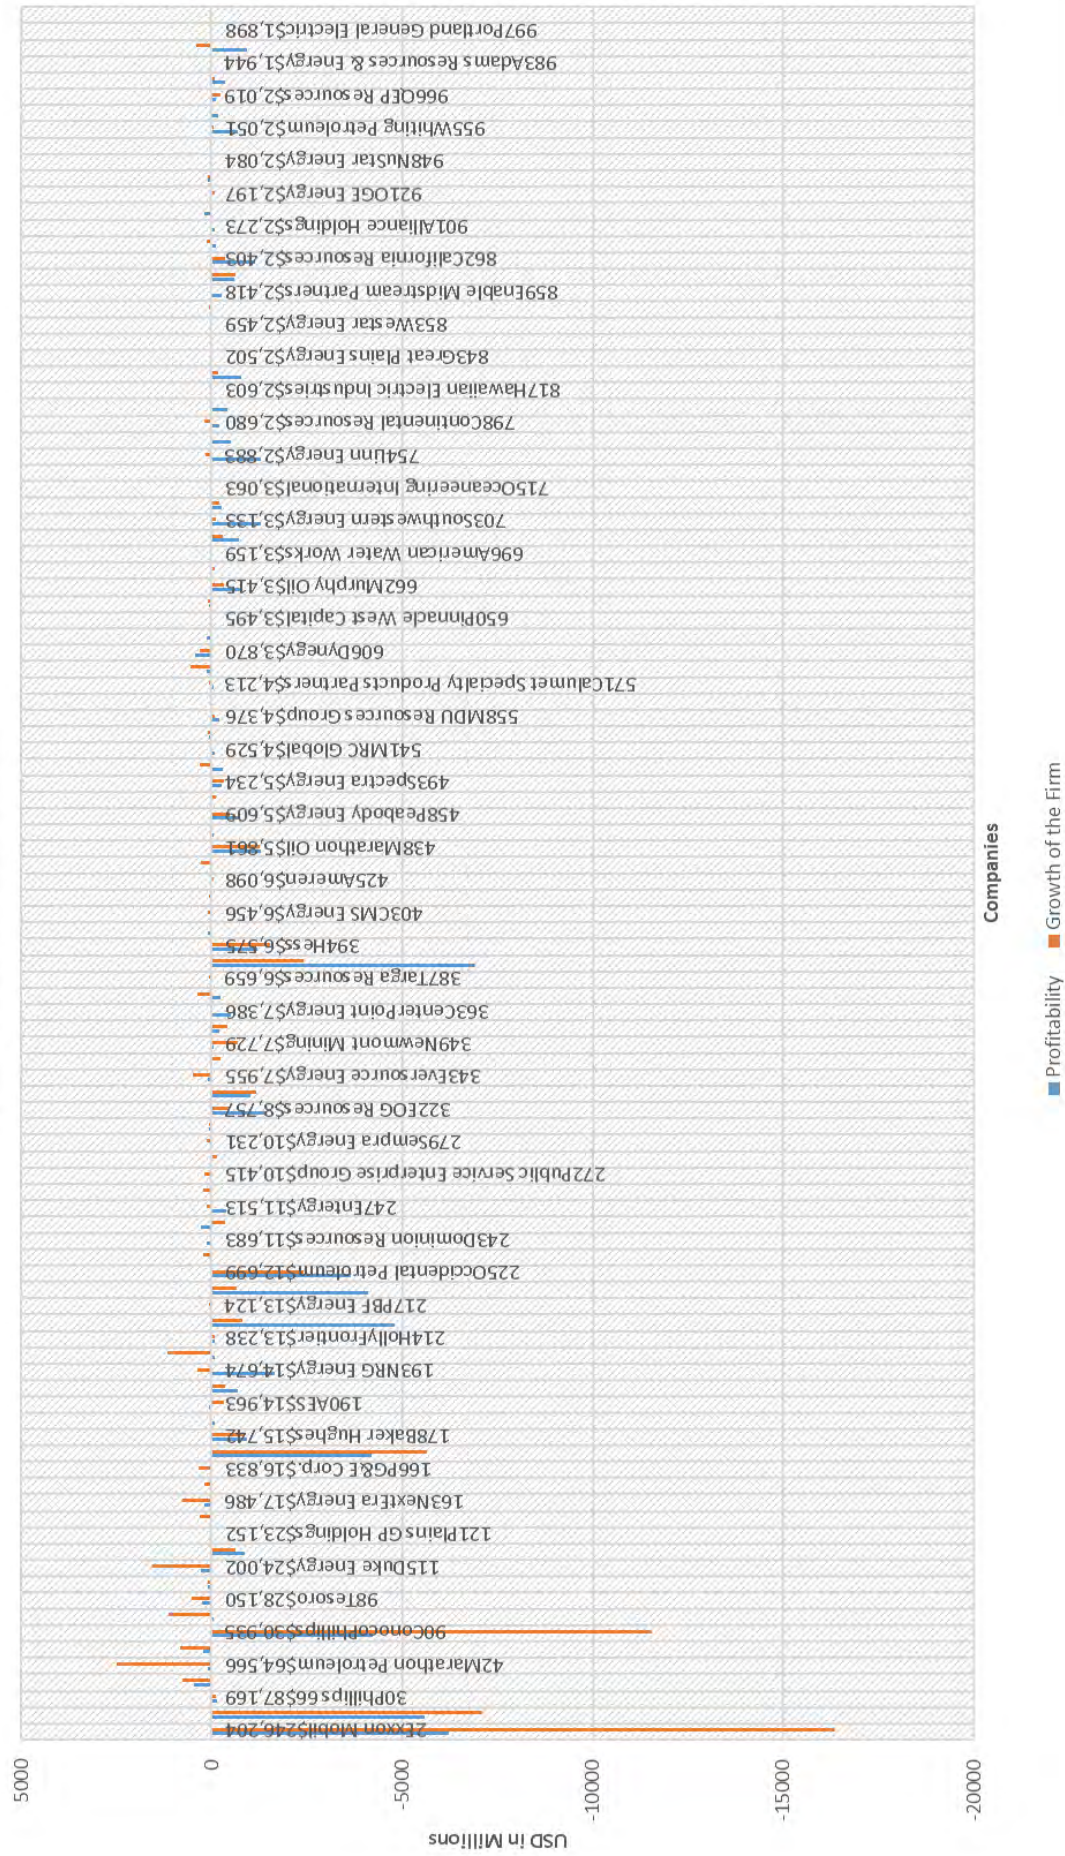 USD in Millions
5000
0
-5000
-10000
-15000
-20000
2Exxon Mobil$246,204
30Phillips 66$87,169
42Marathon Petroleum$64,566
90ConocoPhillips$30,935
98Tesoro$28,150
115Duke Energy$24,002
121Plains GP Holdings$23,152
163NextEra Energy$17,486
166PG&E Corp.$16,833
178Baker Hughes$15,742
190AES$14,963
193NRG Energy$14,674
214HollyFrontier$13,238
217PBF Energy$13,124
225Occidental Petroleum$12,699
243Dominion Resources$11,683
247Entergy$11,513
272Public Service Enterprise Group$10,415
279Sempra Energy$10,231
322EOG Resources$8,757
343Eversource Energy$7,955
349Newmont Mining$7,729
363CenterPoint Energy$7,386
387Targa Resources$6,659
394Hess$6,575
403CMS Energy$6,456
425Ameren$6,098
438Marathon Oil$5,861
458Peabody Energy$5,609
493Spectra Energy$5,234
541MRC Global$4,529
558MDU Resources Group$4,376
571Calumet Specialty Products Partners$4,213
606Dynegy$3,870
650Pinnacle West Capital$3,495
662Murphy Oil$3,415
696American Water Works$3,159
703Southwestern Energy$3,133
715Oceaneering International$3,063
754Linn Energy$2,883
798Continental Resources$2,680
817Hawaiian Electric Industries$2,603
843Great Plains Energy$2,502
853Westar Energy$2,459
859Enable Midstream Partners$2,418
862California Resources$2,403
901Alliance Holdings$2,273
921OGE Energy$2,197
948NuStar Energy$2,084
955Whiting Petroleum$2,051
966QEP Resources$2,019
983Adams Resources & Energy$1,944
997Portland General Electric$1,898
Companies
Profitability
Growth of the Firm